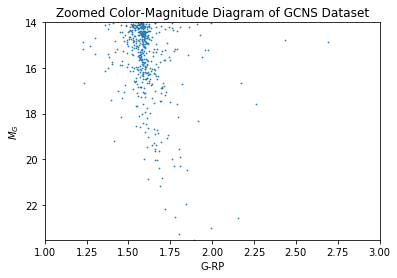 Zoomed Color-Magnitude Diagram of GCNS Dataset
14
16
18
20
22
M_G
1.00 1.25 1.50 1.75 2.00 2.25 2.50 2.75 3.00
G-RP